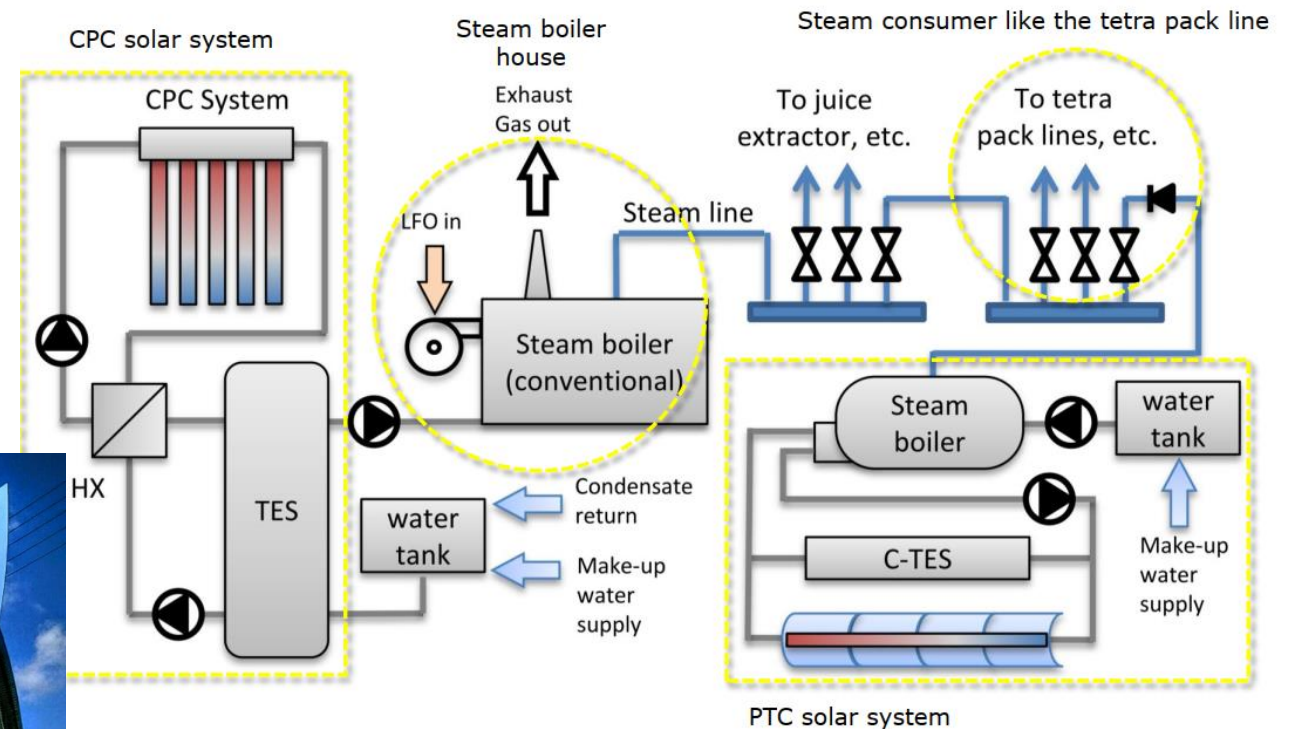 CPC solar system
Steam boiler
house
Steam consumer like the tetra pack line
CPC System
Exhaust
Gas out
To juice
extractor, etc.
To tetra
pack lines, etc.
LFO in
Steam line
Steam boiler
(conventional)
HX
TES
water
tank
Condensate
return
Make-up
water
supply
Steam
boiler
water
tank
Make-up
water
supply
C-TES
PTC solar system